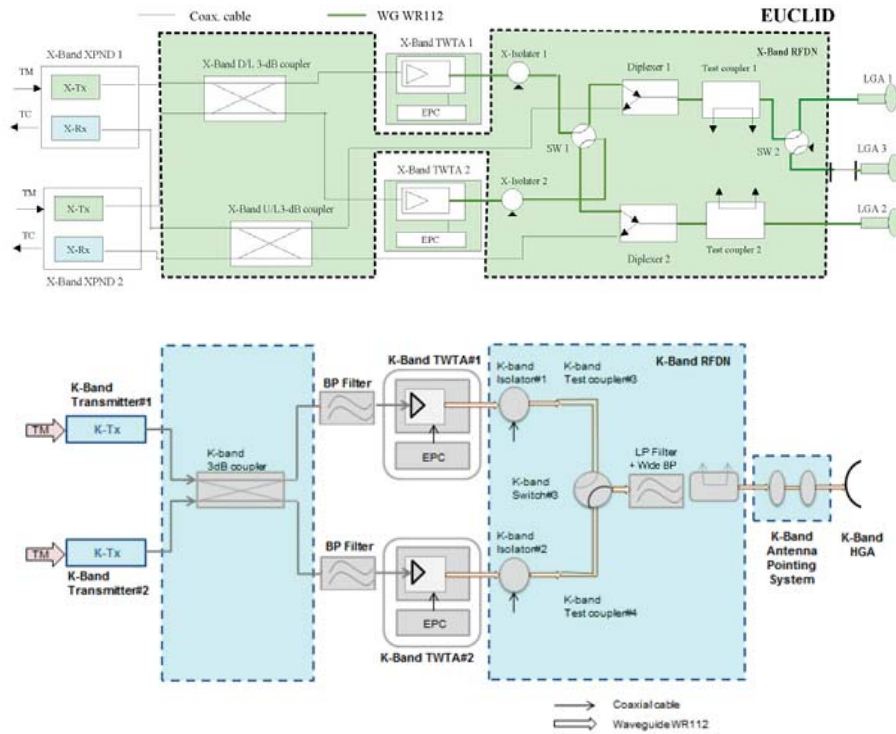 Coax. cable
WG WR112
EUCLID
X-Band XPND 1
TM
X-Tx
TC
X-Rx
X-Band D/L 3-dB coupler
X-Band TWTA 1
EPC
X-Isolator 1
X-Band RFDN
Diplexer 1
Test coupler 1
LGA 1
SW 1
SW 2
LGA 3
TM
X-Tx
TC
X-Rx
X-Band XPND 2
X-Band U/L3-dB coupler
X-Band TWTA 2
EPC
X-Isolator 2
LGA 2
Diplexer 2
Test coupler 2
K-Band
Transmitter#1
TM
K-Tx
K-band
3dB coupler
BP Filter
K-Band TWTA#1
EPC
K-band
Isolator#1
K-band
Test coupler#3
K-Band RFDN
LP Filter
+ Wide BP
K-band
Switch#3
TM
K-Tx
K-Band
Transmitter#2
BP Filter
EPC
K-Band TWTA#2
K-band
Isolator#2
K-band
Test coupler#4
K-Band
Antenna
Pointing
System
K-Band
HGA
Coaxial cable
Waveguide WR112